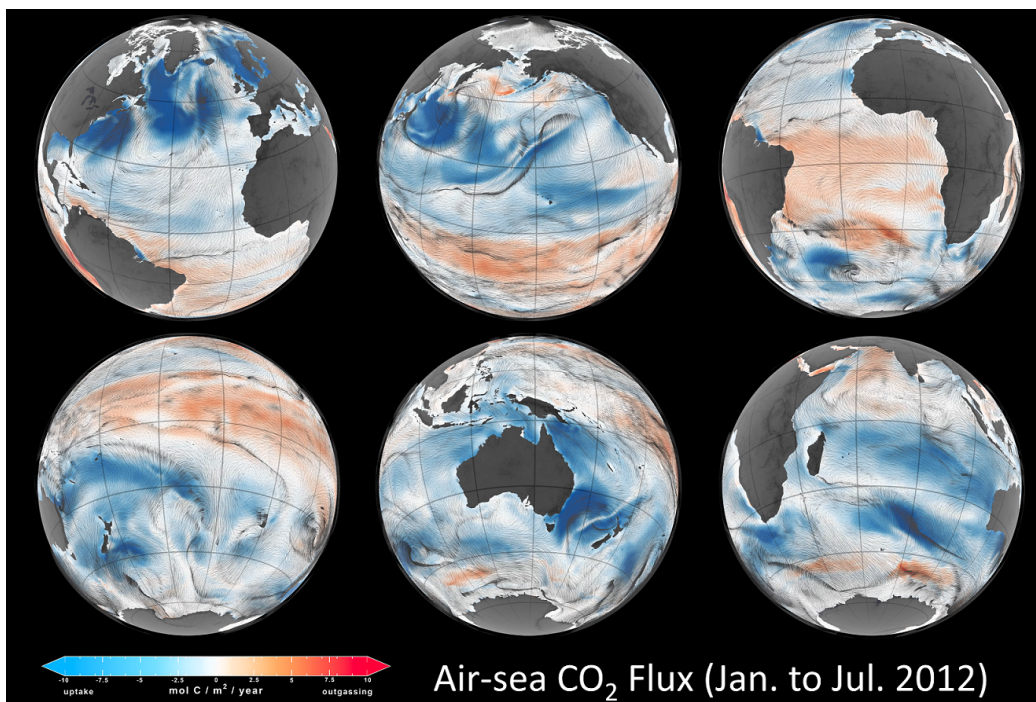 -10 -7.5 -5 -2.5 0 2.5 5 7.5 10
uptake mol C / m² / year outgassing
Air-sea CO₂ Flux (Jan. to Jul. 2012)